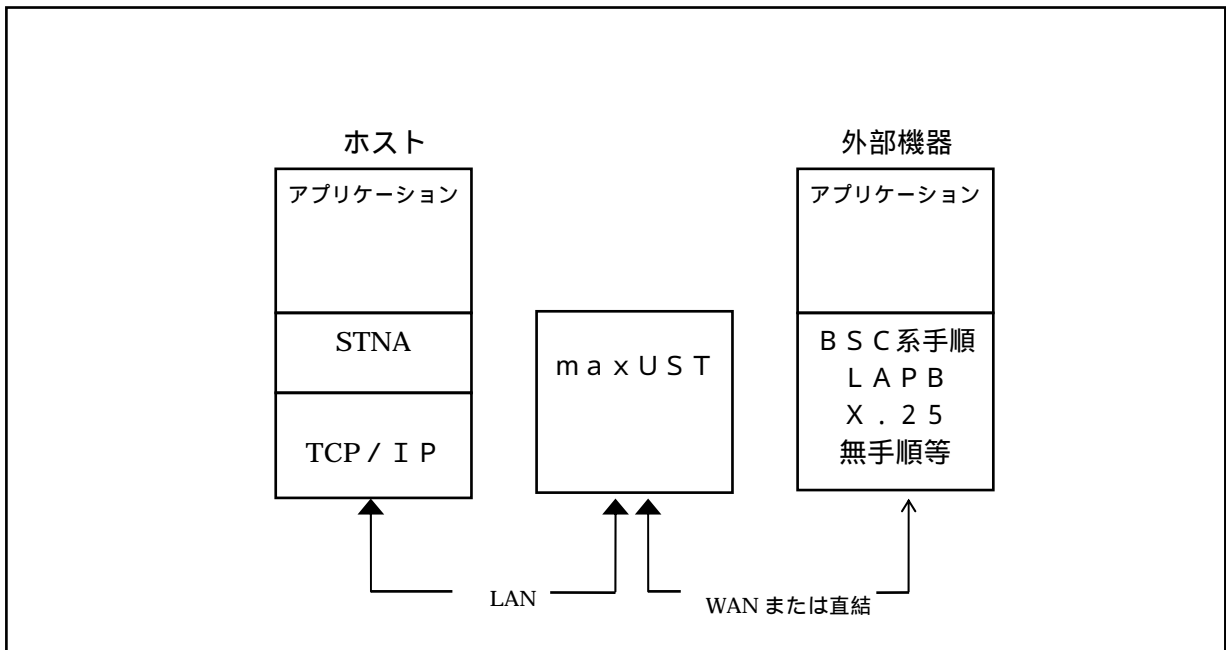 ホスト
外部機器
アプリケーション
アプリケーション
STNA
TCP/ＩＰ
ｍａｘＵＳＴ
ＢＳＣ系手順
ＬＡＰＢ
Ｘ．２５
無手順等
LAN
WAN または直結